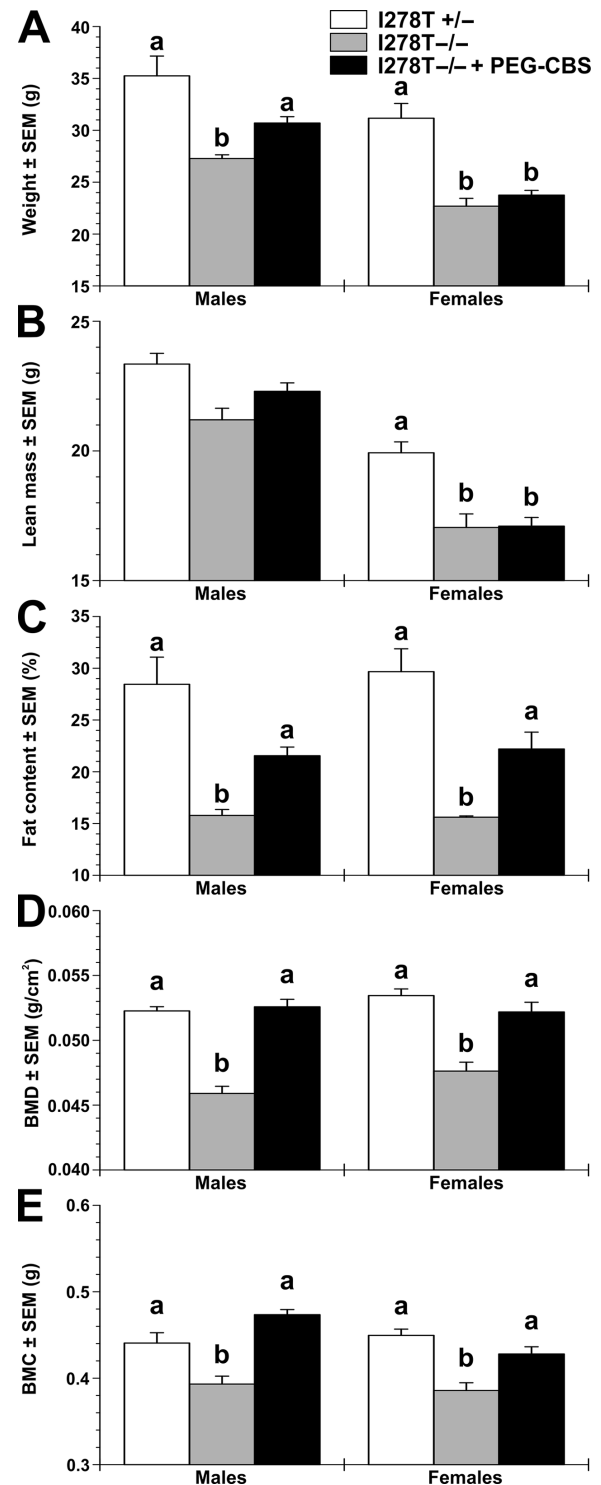 A
I278T +/–
I278T–/–
I278T–/– + PEG-CBS
Weight ± SEM (g)
40
35
30
25
20
15
a
b
a
a
b
b
Males
Females
B
Lean mass ± SEM (g)
25
20
15
a
b
b
Males
Females
C
Fat content ± SEM (%)
35
30
25
20
15
10
a
b
a
a
b
a
Males
Females
D
BMD ± SEM (g/cm²)
0.060
0.055
0.050
0.045
0.040
a
b
a
a
b
a
Males
Females
E
BMC ± SEM (g)
0.6
0.5
0.4
0.3
a
b
a
a
b
a
Males
Females